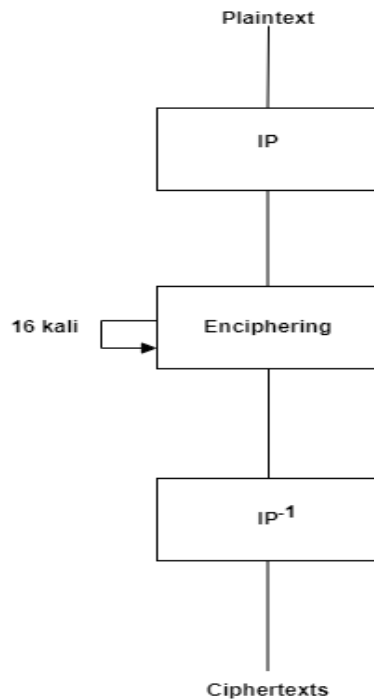 Plaintext
IP
16 kali
Enciphering
IP⁻¹
Ciphertexts